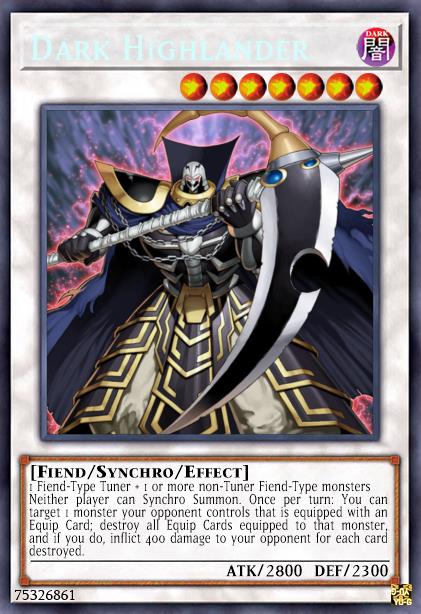 DARK HIGHLANDER
DARK
闇
[FIEND/SYNCHRO/EFFECT]
1 Fiend-Type Tuner + 1 or more non-Tuner Fiend-Type monsters
Neither player can Synchro Summon. Once per turn: You can
target 1 monster your opponent controls that is equipped with an
Equip Card; destroy all Equip Cards equipped to that monster,
and if you do, inflict 400 damage to your opponent for each card
destroyed.
ATK/2800 DEF/2300
75326861